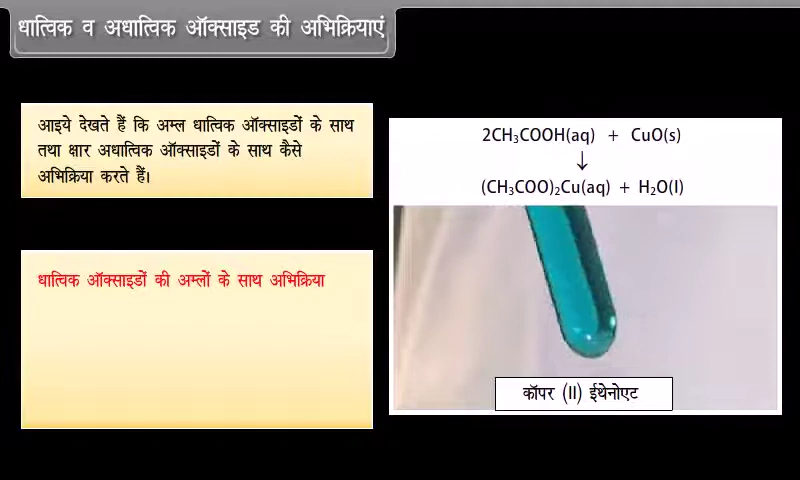 धात्विक व अधात्विक ऑक्साइड की अभिक्रियाएं
आइये देखते हैं कि अम्ल धात्विक ऑक्साइडों के साथ
तथा क्षार अधात्विक ऑक्साइडों के साथ कैसे
अभिक्रिया करते हैं।
धात्विक ऑक्साइडों की अम्लों के साथ अभिक्रिया
2CH₃COOH(aq) + CuO(s)
↓
(CH₃COO)₂Cu(aq) + H₂O(l)
कॉपर (II) ईथेनोएट